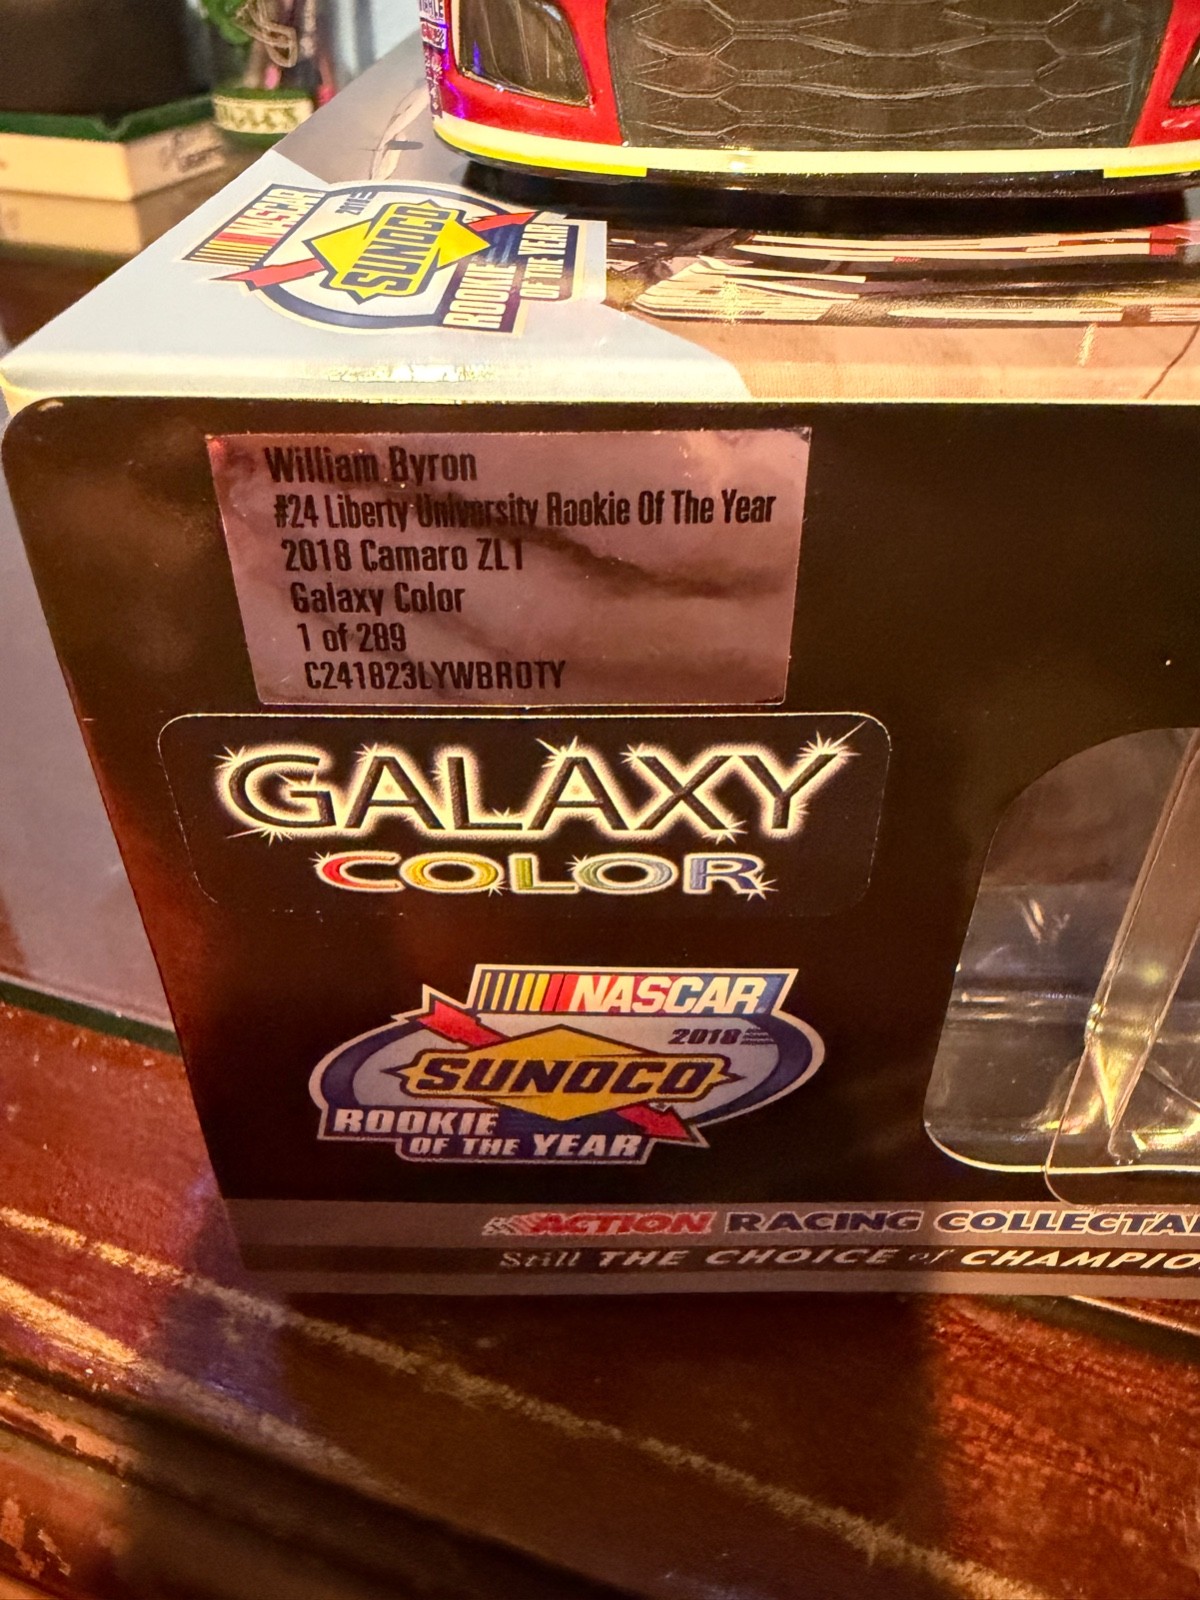 NASCAR
2018
SUNOCO
ROOKIE
OF THE YEAR
William Byron
#24 Liberty University Rookie Of The Year
2018 Camaro ZL1
Galaxy Color
1 of 289
C241823LYWBROTY
GALAXY
COLOR
NASCAR
2018
SUNOCO
ROOKIE
OF THE YEAR
ACTION RACING
Still THE CHOICE of